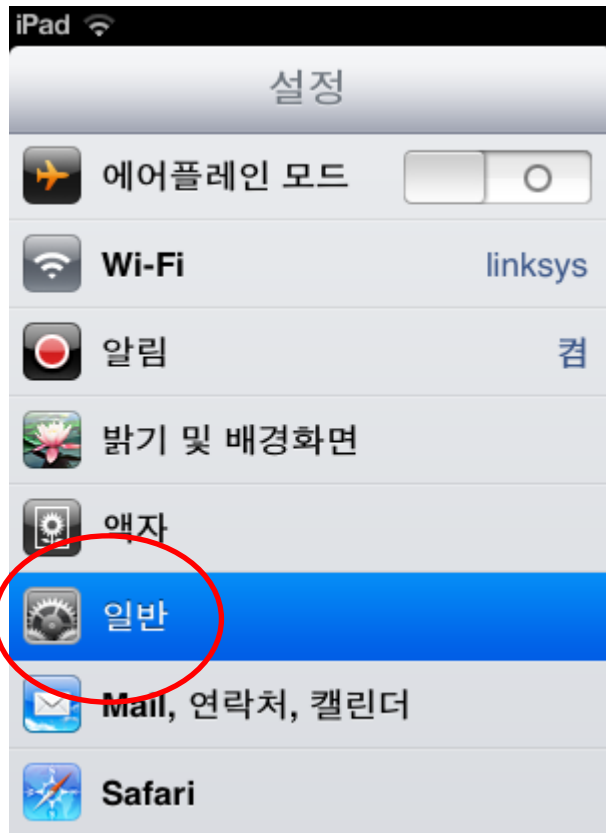 iPad
설정
에어플레인 모드
Wi-Fi linksys
알림 켬
밝기 및 배경화면
액자
일반
Mail, 연락처, 캘린더
Safari